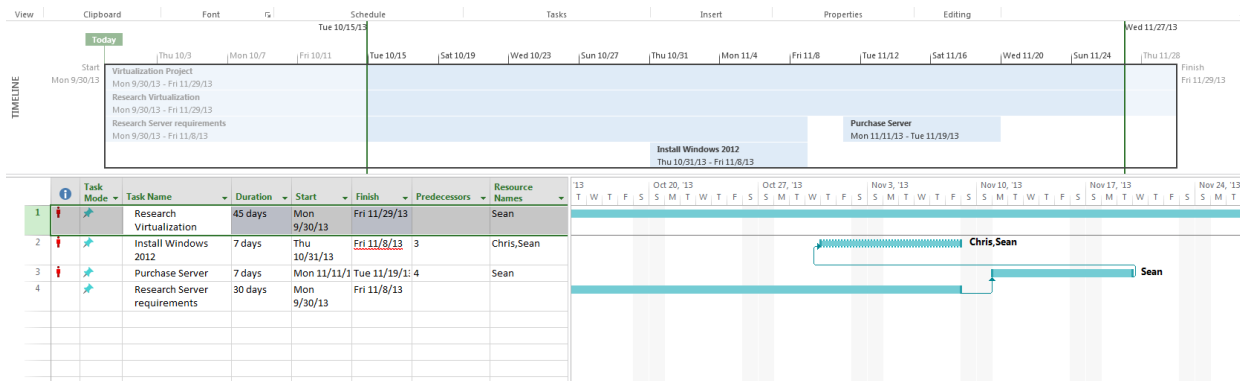 View Clipboard Font Schedule Tasks Insert Properties Editing
Tue 10/15/13 Wed 11/27/13
Today
Thu 10/3 Mon 10/7 Fri 10/11 Tue 10/15 Sat 10/19 Wed 10/23 Sun 10/27 Thu 10/31 Mon 11/4 Fri 11/8 Tue 11/12 Sat 11/16 Wed 11/20 Sun 11/24 Thu 11/28
TIMELINE
Start
Mon 9/30/13
Finish
Fri 11/29/13
Virtualization Project
Mon 9/30/13 - Fri 11/29/13
Research Virtualization
Mon 9/30/13 - Fri 11/29/13
Research Server requirements
Mon 9/30/13 - Fri 11/8/13
Purchase Server
Mon 11/11/13 - Tue 11/19/13
Install Windows 2012
Thu 10/31/13 - Fri 11/8/13
Task Mode Task Name Duration Start Finish Predecessors Resource Names
'13 Oct 20, '13 Oct 27, '13 Nov 3, '13 Nov 10, '13 Nov 17, '13 Nov 24, '13
T W T F S S M T W T F S S M T W T F S S M T W T F S S M T W T F S S M T W T F S S M T
1 Research Virtualization 45 days Mon 9/30/13 Fri 11/29/13 Sean
2 Install Windows 2012 7 days Thu 10/31/13 Fri 11/8/13 3 Chris,Sean
Chris,Sean
3 Purchase Server 7 days Mon 11/11/1 Tue 11/19/1 4 Sean
Sean
4 Research Server requirements 30 days Mon 9/30/13 Fri 11/8/13